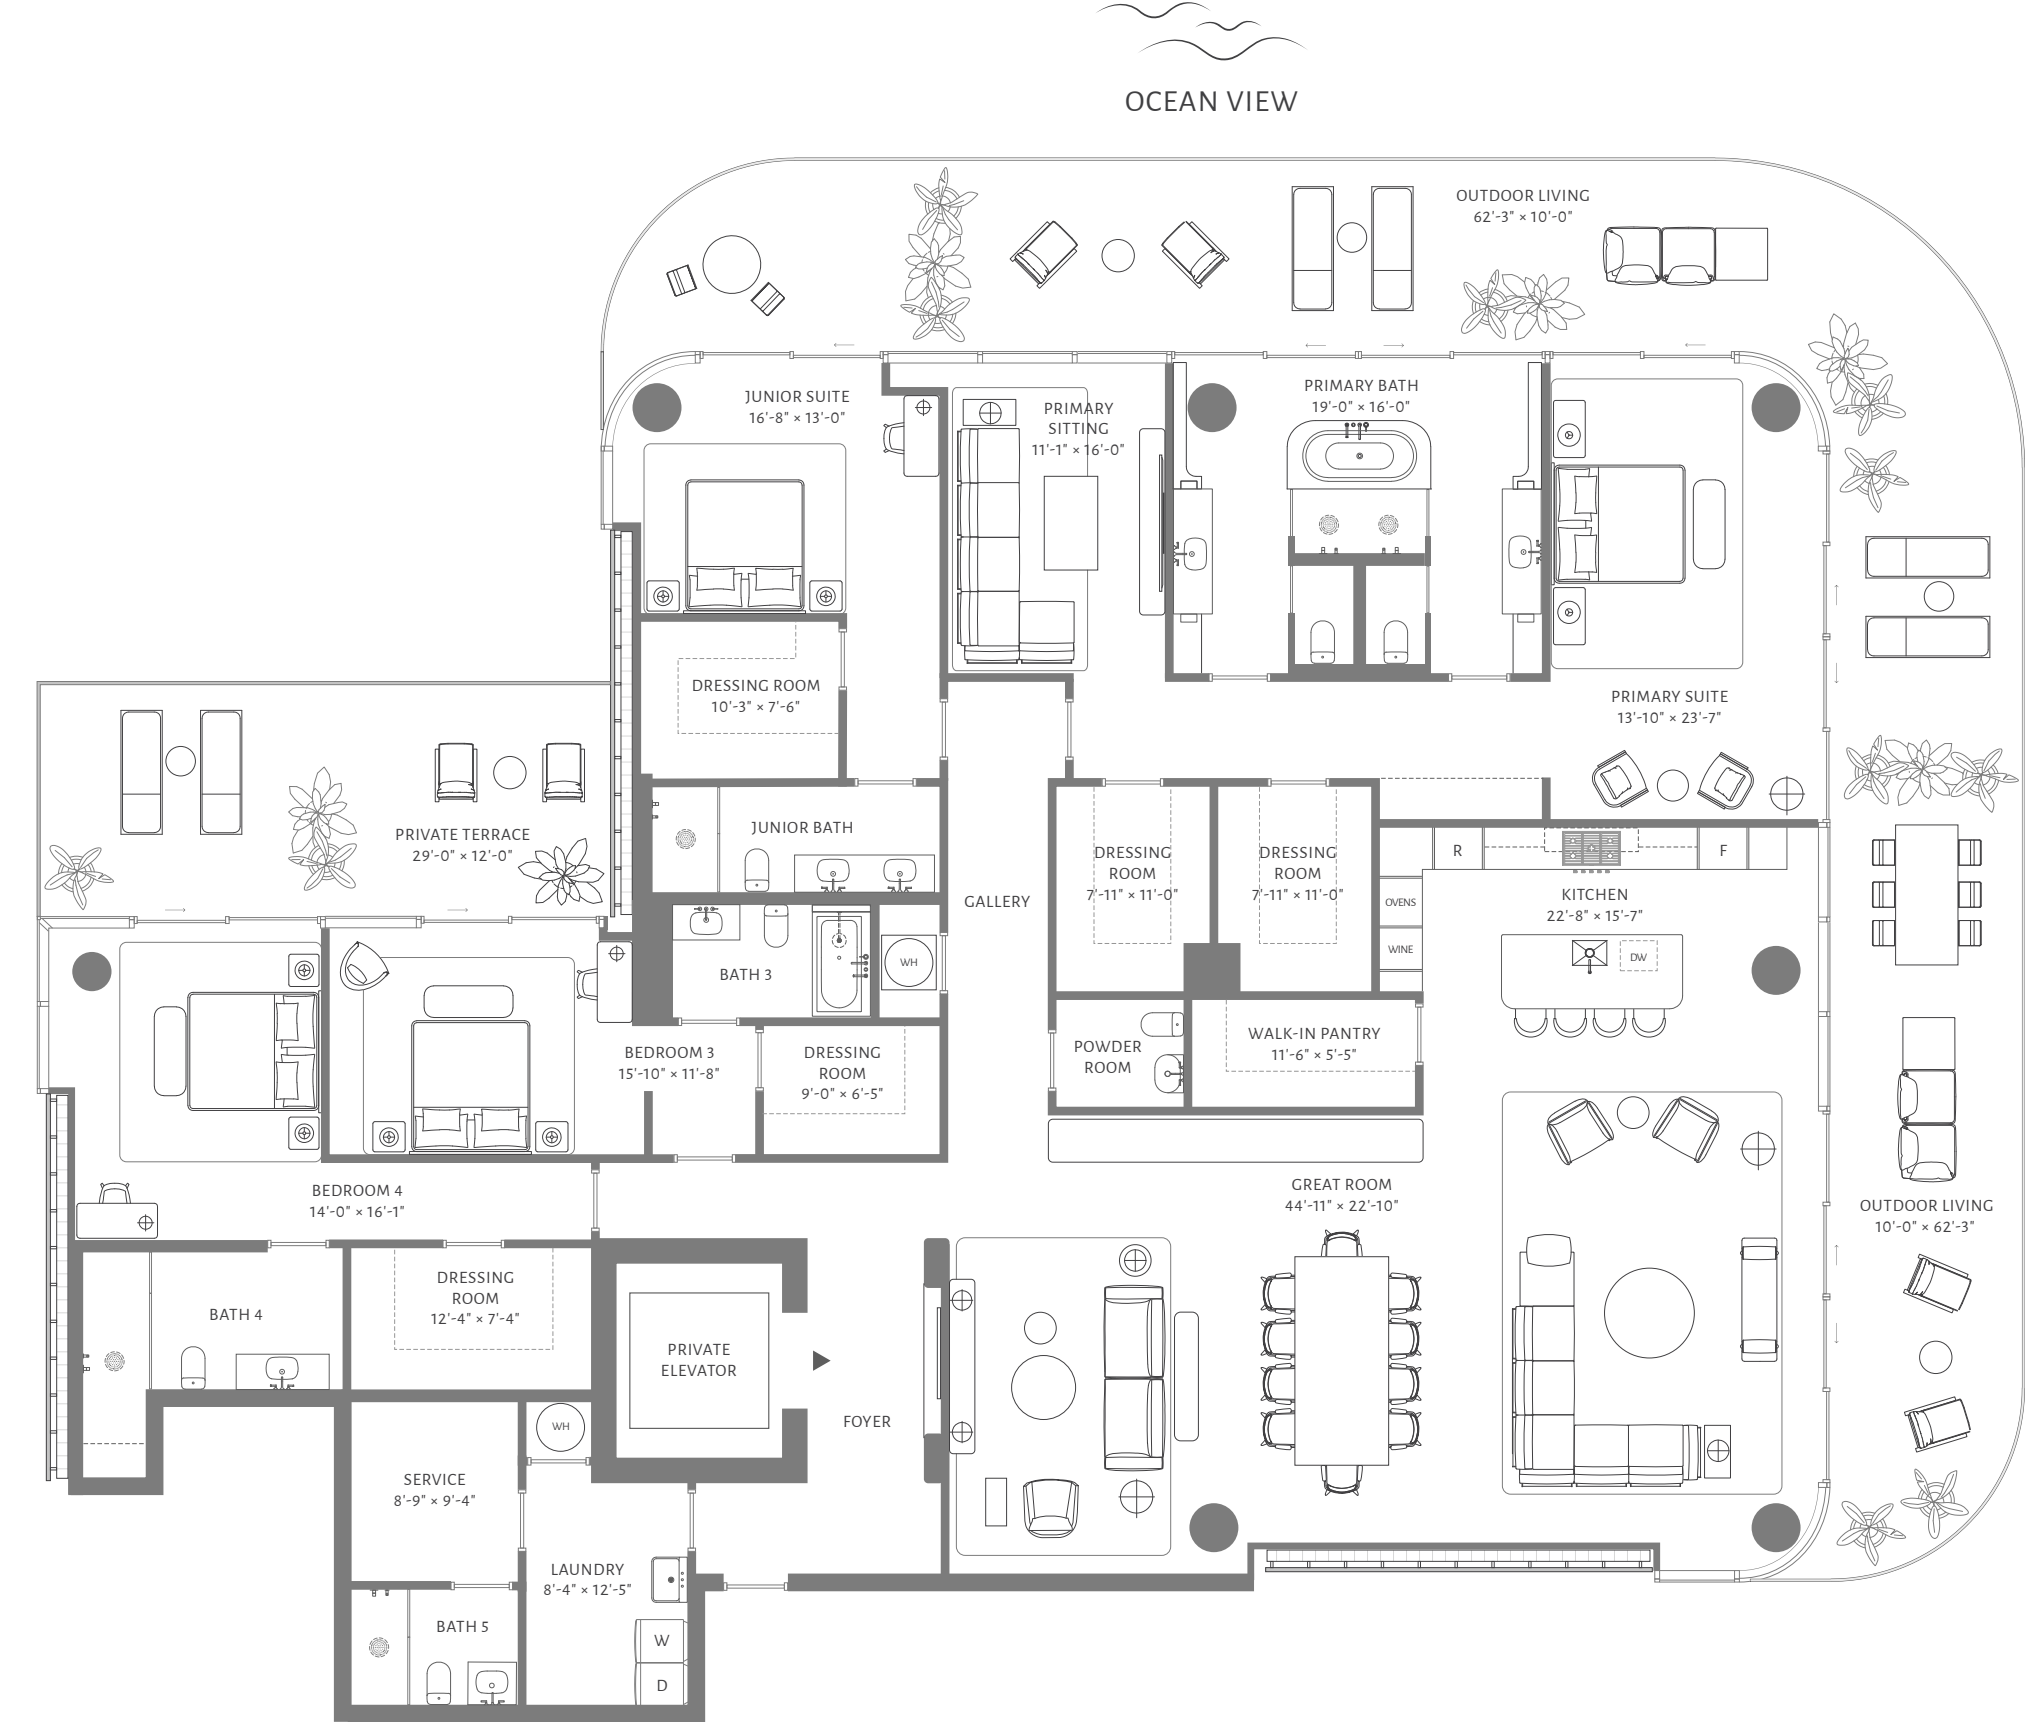 OCEAN VIEW
OUTDOOR LIVING
62'-3" × 10'-0"
JUNIOR SUITE
16'-8" × 13'-0"
PRIMARY
SITTING
11'-1" × 16'-0"
PRIMARY BATH
19'-0" × 16'-0"
DRESSING ROOM
10'-3" × 7'-6"
PRIMARY SUITE
13'-10" × 23'-7"
PRIVATE TERRACE
29'-0" × 12'-0"
JUNIOR BATH
GALLERY
DRESSING
ROOM
7'-11" × 11'-0"
DRESSING
ROOM
7'-11" × 11'-0"
R
F
OVENS
WINE
KITCHEN
22'-8" × 15'-7"
DW
BATH 3
WH
BEDROOM 3
15'-10" × 11'-8"
DRESSING
ROOM
9'-0" × 6'-5"
POWDER
ROOM
WALK-IN PANTRY
11'-6" × 5'-5"
BEDROOM 4
14'-0" × 16'-1"
GREAT ROOM
44'-11" × 22'-10"
OUTDOOR LIVING
10'-0" × 62'-3"
BATH 4
DRESSING
ROOM
12'-4" × 7'-4"
PRIVATE
ELEVATOR
FOYER
WH
SERVICE
8'-9" × 9'-4"
LAUNDRY
8'-4" × 12'-5"
BATH 5
W
D